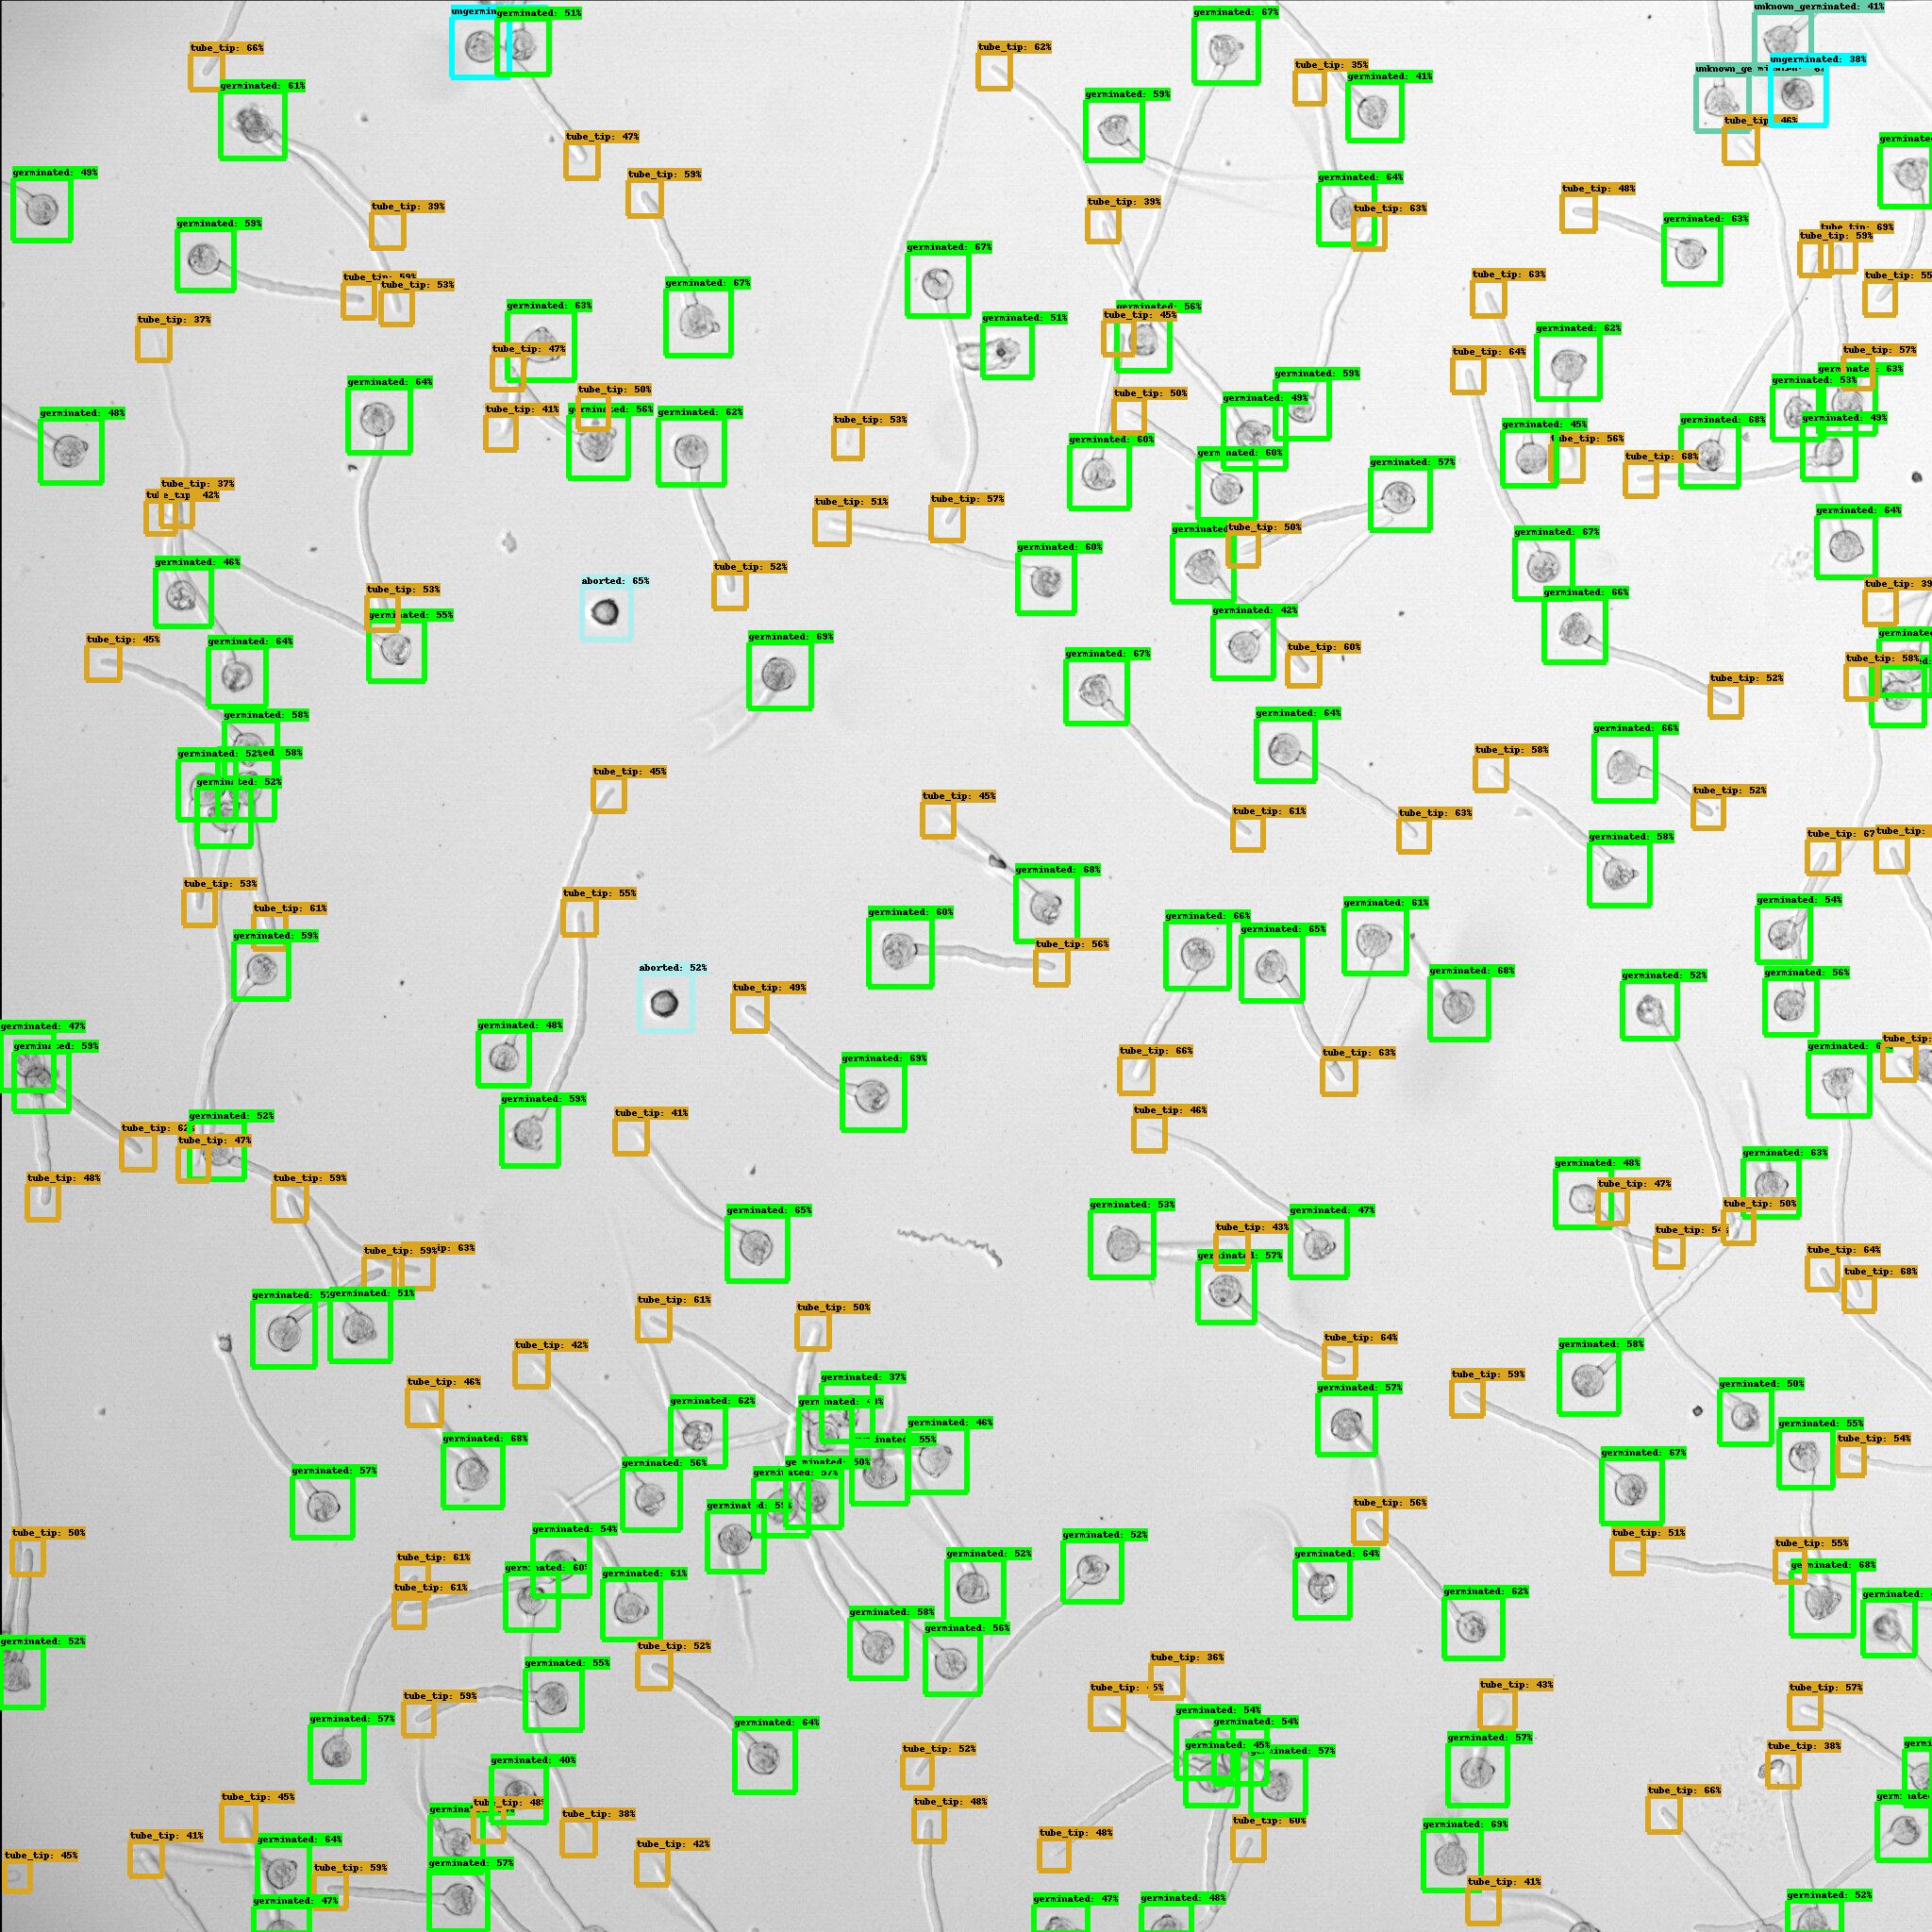 ungermin
germinated: 51%
germinated: 67%
unknown_germinated: 41%
tube_tip: 66%
tube_tip: 62%
ungerminated: 38%
tube_tip: 35%
germinated: 41%
germinated: 61%
germinated: 59%
tube_tip: 46%
tube_tip: 47%
germinated: 49%
tube_tip: 59%
germinated: 64%
tube_tip: 48%
tube_tip: 39%
tube_tip: 39%
tube_tip: 63%
germinated: 59%
germinated: 63%
tube_tip: 69%
tube_tip: 59%
germinated: 67%
tube_tip: 53%
germinated: 67%
tube_tip: 63%
germinated: 63%
germinated: 56%
tube_tip: 45%
tube_tip: 37%
germinated: 51%
germinated: 62%
tube_tip: 47%
tube_tip: 64%
tube_tip: 57%
germinated: 64%
germinated: 59%
germinated: 63%
germinated: 53%
tube_tip: 50%
tube_tip: 50%
germinated: 49%
germinated: 48%
tube_tip: 41%
germinated: 56%
germinated: 62%
tube_tip: 53%
germinated: 60%
germinated: 45%
germinated: 68%
germinated: 49%
tube_tip: 56%
germinated: 60%
germinated: 57%
tube_tip: 68%
tube_tip: 37%
tube_tip: 51%
tube_tip: 57%
germinated: 64%
tube_tip: 50%
germinated: 67%
germinated: 60%
germinated: 46%
tube_tip: 52%
aborted: 65%
tube_tip: 53%
germinated: 55%
germinated: 42%
germinated: 66%
tube_tip: 45%
germinated: 64%
germinated: 69%
germinated: 67%
tube_tip: 60%
tube_tip: 58%
tube_tip: 52%
germinated: 58%
germinated: 64%
germinated: 66%
germinated: 52%
germinated: 52%
tube_tip: 45%
tube_tip: 58%
tube_tip: 45%
tube_tip: 61%
tube_tip: 63%
tube_tip: 52%
germinated: 58%
germinated: 68%
tube_tip: 53%
tube_tip: 55%
germinated: 54%
tube_tip: 61%
germinated: 60%
germinated: 66%
germinated: 61%
germinated: 59%
germinated: 65%
tube_tip: 56%
aborted: 52%
germinated: 68%
germinated: 52%
germinated: 56%
tube_tip: 49%
germinated: 47%
germinated: 59%
germinated: 48%
germinated: 69%
tube_tip: 66%
tube_tip: 63%
germinated: 59%
germinated: 52%
tube_tip: 41%
tube_tip: 46%
tube_tip: 47%
tube_tip: 48%
tube_tip: 59%
germinated: 63%
germinated: 48%
tube_tip: 47%
germinated: 65%
germinated: 53%
germinated: 47%
tube_tip: 50%
tube_tip: 43%
tube_tip: 59%
germinated: 57%
tube_tip: 64%
tube_tip: 68%
germinated: 51%
tube_tip: 61%
tube_tip: 50%
tube_tip: 42%
tube_tip: 64%
germinated: 58%
tube_tip: 46%
germinated: 37%
germinated: 62%
germinated: 57%
tube_tip: 59%
germinated: 50%
germinated: 68%
germinated: 46%
germinated: 55%
tube_tip: 54%
germinated: 57%
germinated: 56%
germinated: 67%
tube_tip: 50%
germinated: 54%
germinated: 52%
tube_tip: 56%
tube_tip: 51%
tube_tip: 55%
tube_tip: 61%
germinated: 52%
germinated: 64%
germinated: 68%
tube_tip: 61%
germinated: 61%
germinated: 62%
germinated: 58%
germinated: 56%
germinated: 52%
tube_tip: 52%
tube_tip: 36%
germinated: 55%
tube_tip: 43%
tube_tip: 57%
tube_tip: 59%
germinated: 57%
germinated: 64%
germinated: 54%
germinated: 54%
germinated: 45%
germinated: 57%
germinated: 57%
tube_tip: 52%
tube_tip: 38%
germinated: 40%
tube_tip: 45%
tube_tip: 48%
tube_tip: 38%
tube_tip: 48%
tube_tip: 60%
tube_tip: 66%
tube_tip: 41%
germinated: 64%
tube_tip: 42%
tube_tip: 48%
germinated: 69%
tube_tip: 45%
tube_tip: 59%
germinated: 57%
tube_tip: 41%
germinated: 47%
germinated: 47%
germinated: 48%
germinated: 52%